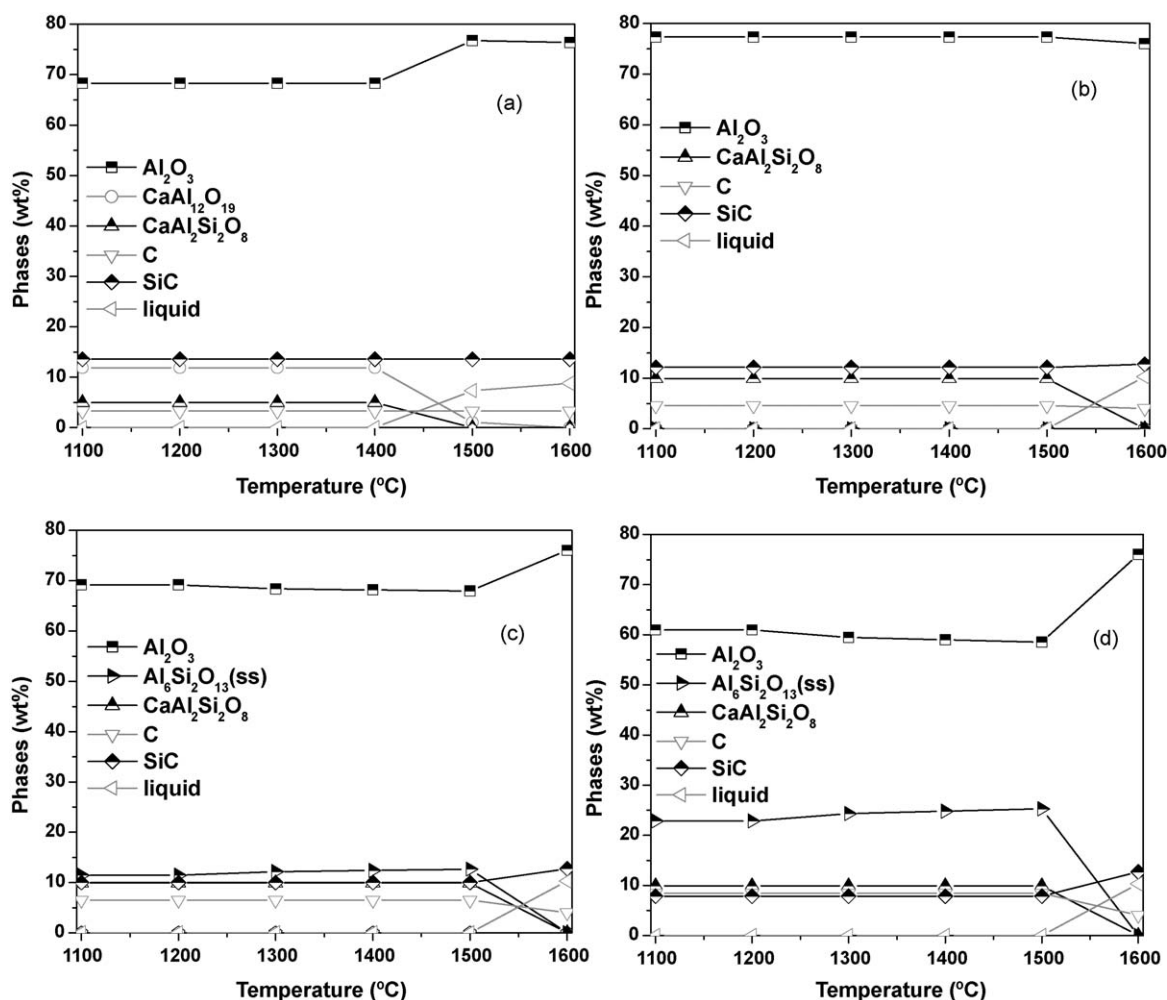 80
70
60
50
40
30
20
10
0
Phases (wt%)
(a)
Al₂O₃
CaAl₁₂O₁₉
CaAl₂Si₂O₈
C
SiC
liquid
1100 1200 1300 1400 1500 1600
Temperature (ºC)
80
70
60
50
40
30
20
10
0
Phases (wt%)
(b)
Al₂O₃
CaAl₂Si₂O₈
C
SiC
liquid
1100 1200 1300 1400 1500 1600
Temperature (ºC)
80
70
60
50
40
30
20
10
0
Phases (wt%)
(c)
Al₂O₃
Al₆Si₂O₁₃(ss)
CaAl₂Si₂O₈
C
SiC
liquid
1100 1200 1300 1400 1500 1600
Temperature (ºC)
80
70
60
50
40
30
20
10
0
Phases (wt%)
(d)
Al₂O₃
Al₆Si₂O₁₃(ss)
CaAl₂Si₂O₈
C
SiC
liquid
1100 1200 1300 1400 1500 1600
Temperature (ºC)